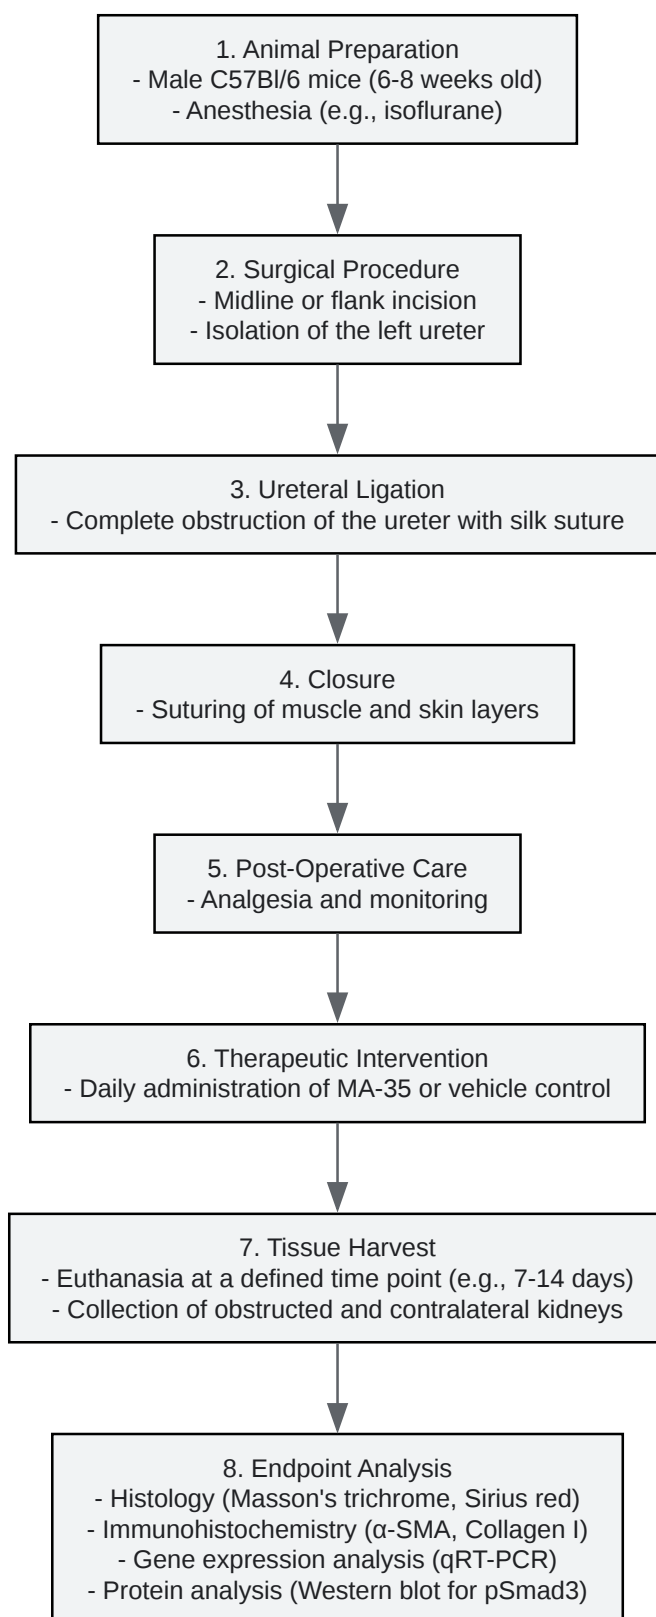 1. Animal Preparation
- Male C57Bl/6 mice (6-8 weeks old)
- Anesthesia (e.g., isoflurane)
2. Surgical Procedure
- Midline or flank incision
- Isolation of the left ureter
3. Ureteral Ligation
- Complete obstruction of the ureter with silk suture
4. Closure
- Suturing of muscle and skin layers
5. Post-Operative Care
- Analgesia and monitoring
6. Therapeutic Intervention
- Daily administration of MA-35 or vehicle control
7. Tissue Harvest
- Euthanasia at a defined time point (e.g., 7-14 days)
- Collection of obstructed and contralateral kidneys
8. Endpoint Analysis
- Histology (Masson's trichrome, Sirius red)
- Immunohistochemistry (α-SMA, Collagen I)
- Gene expression analysis (qRT-PCR)
- Protein analysis (Western blot for pSmad3)